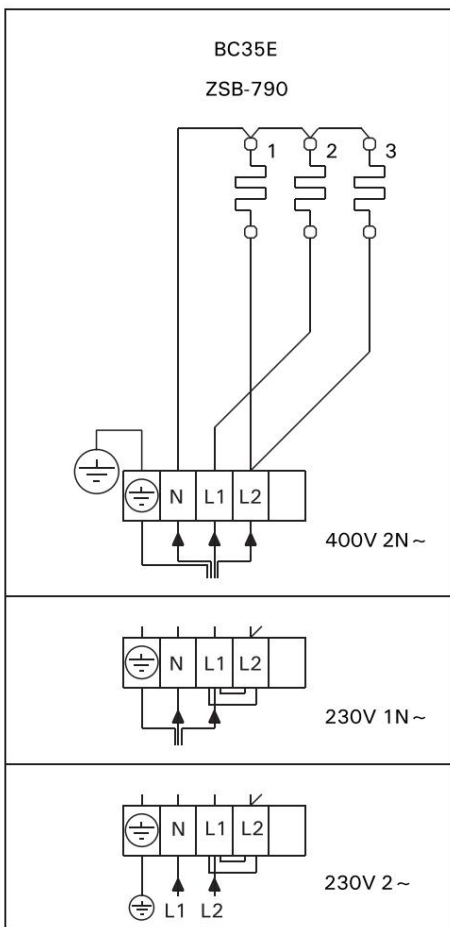 BC35E
ZSB-790
1 2 3
N L1 L2
400V 2N~
N L1 L2
230V 1N~
N L1 L2
230V 2~
L1 L2